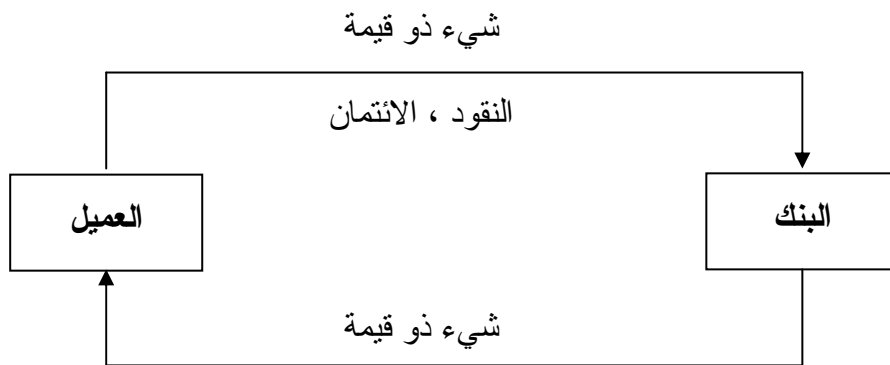 شيء ذو قيمة
النقود ، الائتمان
البنك
العميل
شيء ذو قيمة